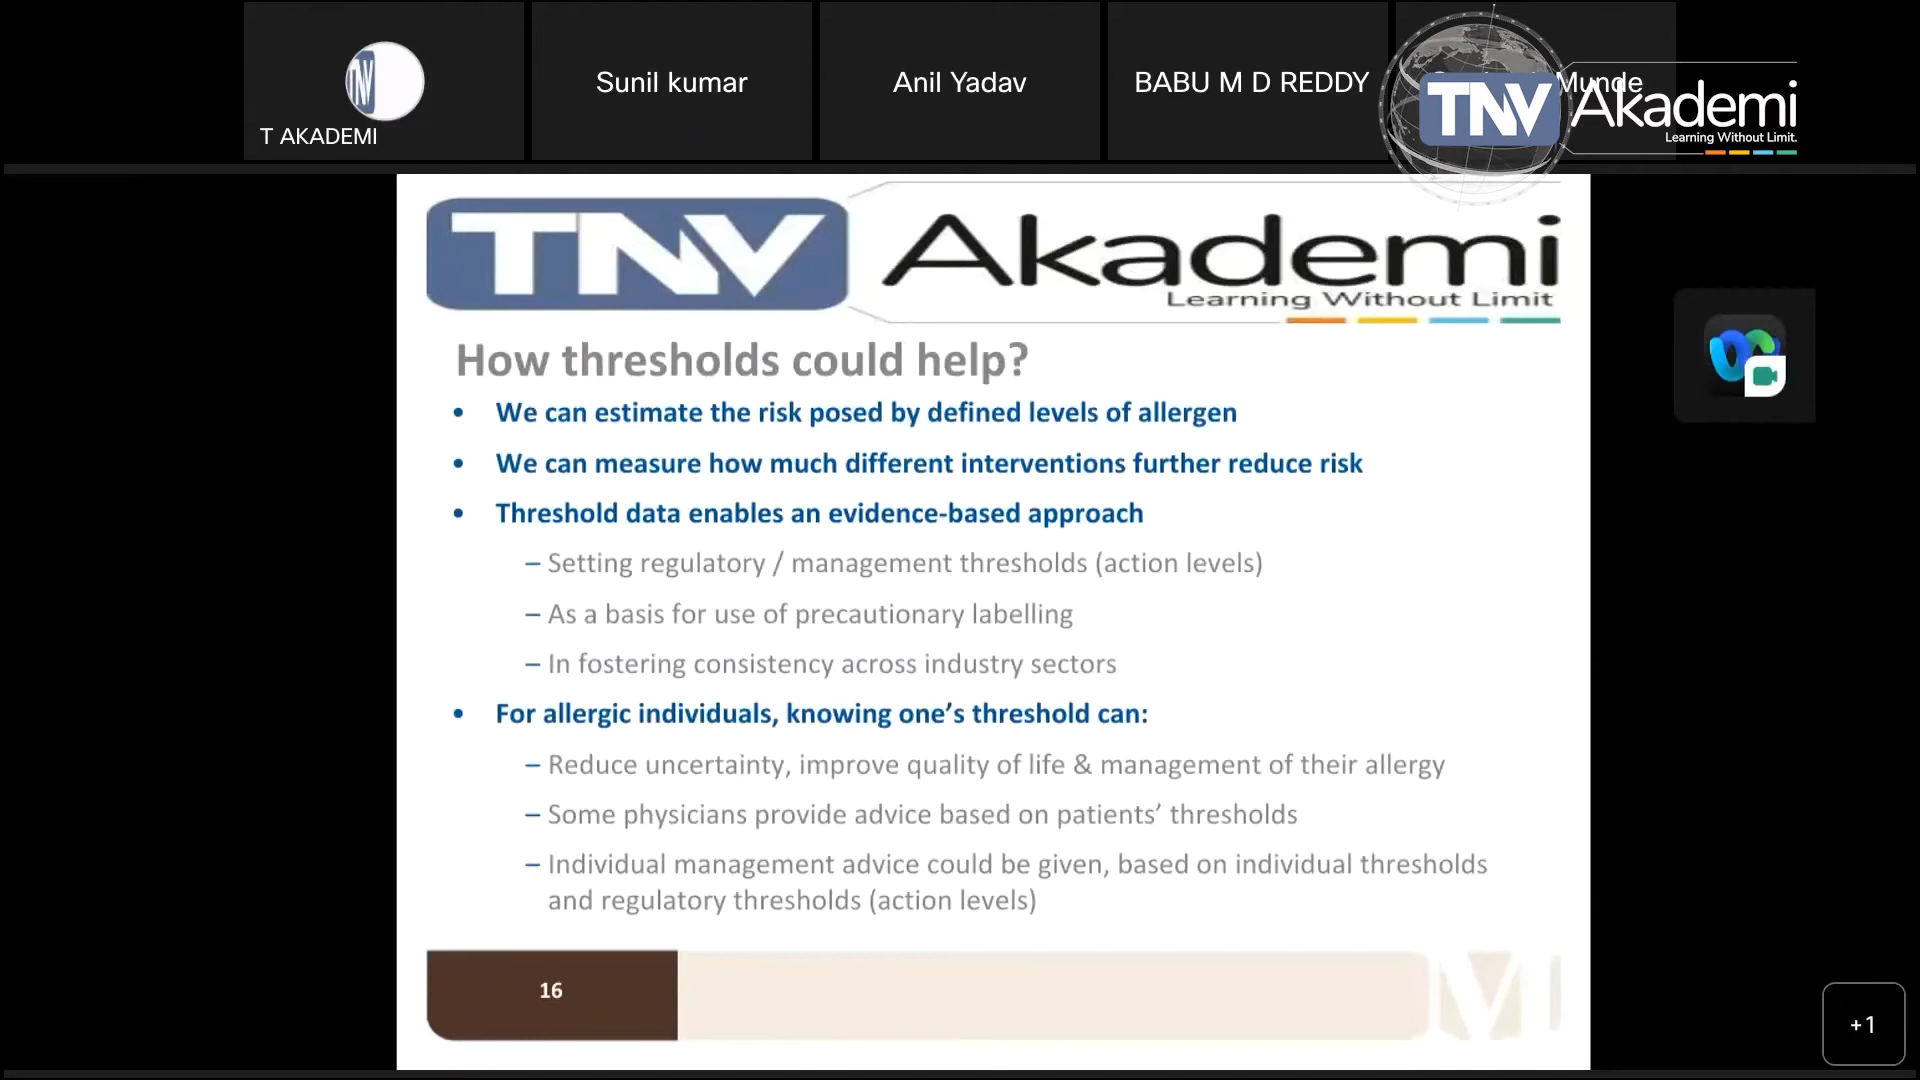 TNV
T AKADEMI
Sunil kumar
Anil Yadav
BABU M D REDDY
Munde
TNV Akademi
Learning Without Limit.
TNV Akademi
Learning Without Limit
How thresholds could help?
• We can estimate the risk posed by defined levels of allergen
• We can measure how much different interventions further reduce risk
• Threshold data enables an evidence-based approach
– Setting regulatory / management thresholds (action levels)
– As a basis for use of precautionary labelling
– In fostering consistency across industry sectors
• For allergic individuals, knowing one’s threshold can:
– Reduce uncertainty, improve quality of life & management of their allergy
– Some physicians provide advice based on patients’ thresholds
– Individual management advice could be given, based on individual thresholds
and regulatory thresholds (action levels)
16
+1